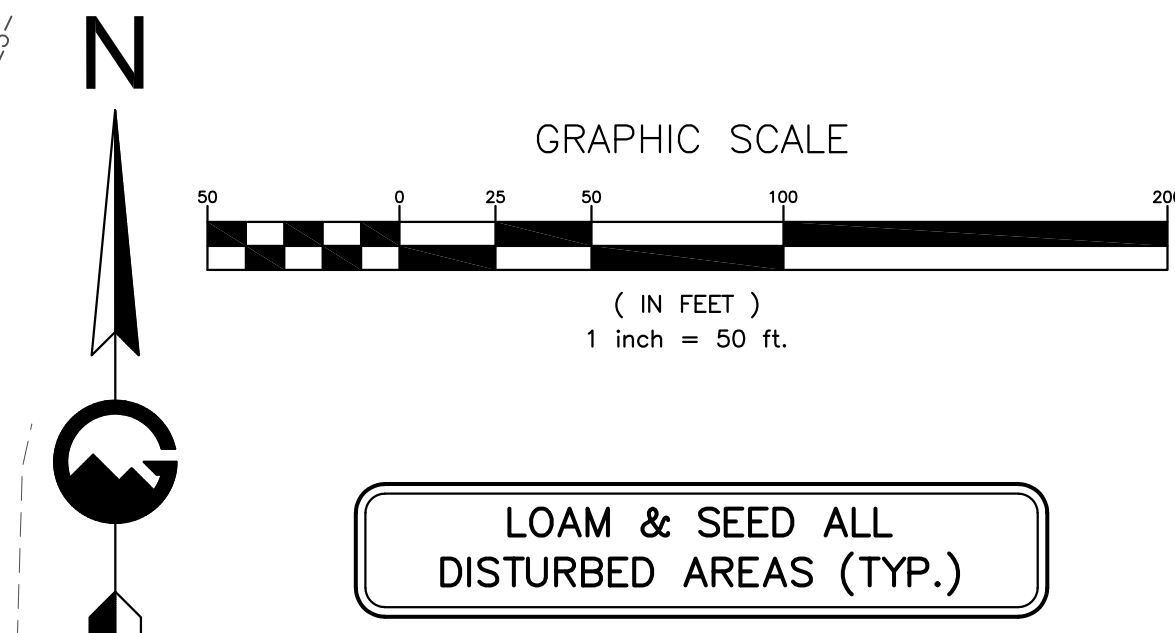 N
GRAPHIC SCALE
50 0 25 50 100 200
( IN FEET )
1 inch = 50 ft.
LOAM & SEED ALL
DISTURBED AREAS (TYP.)